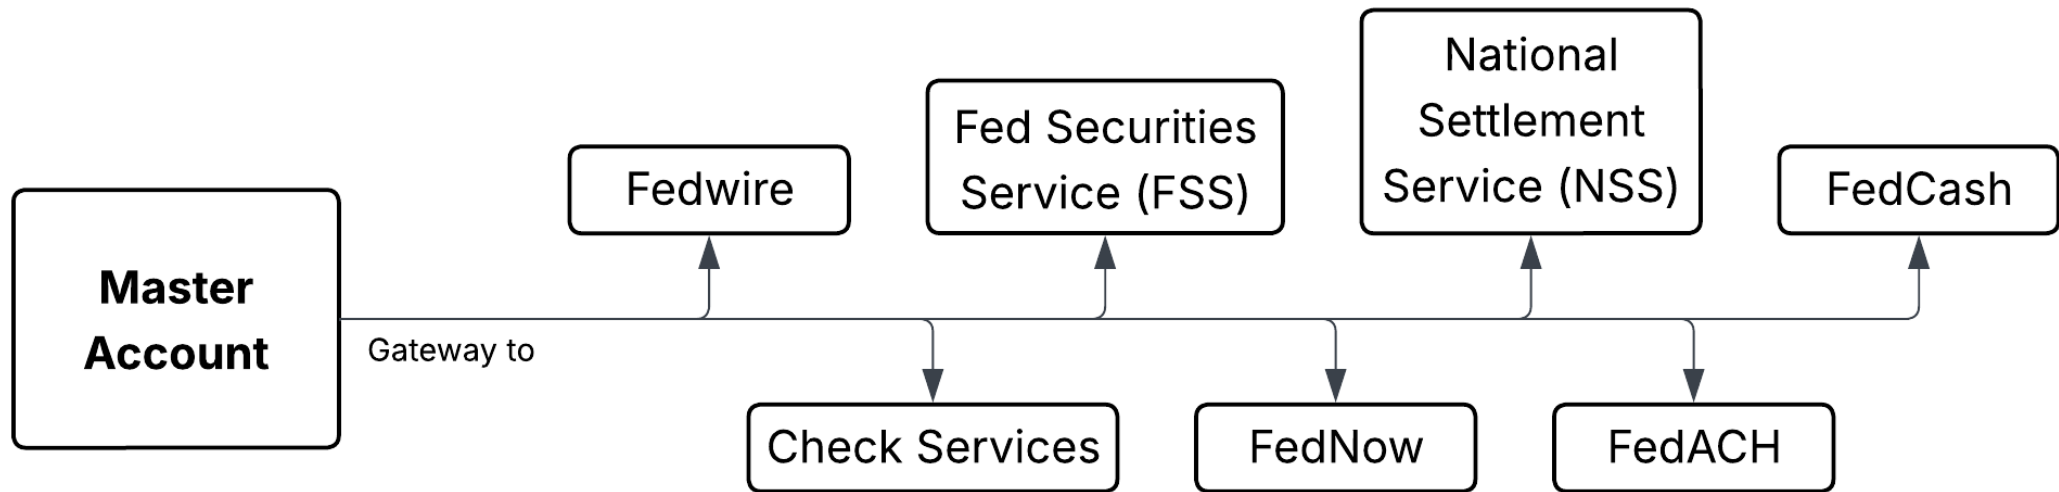 Master
Account
Gateway to
Fedwire
Fed Securities
Service (FSS)
National
Settlement
Service (NSS)
FedCash
Check Services
FedNow
FedACH